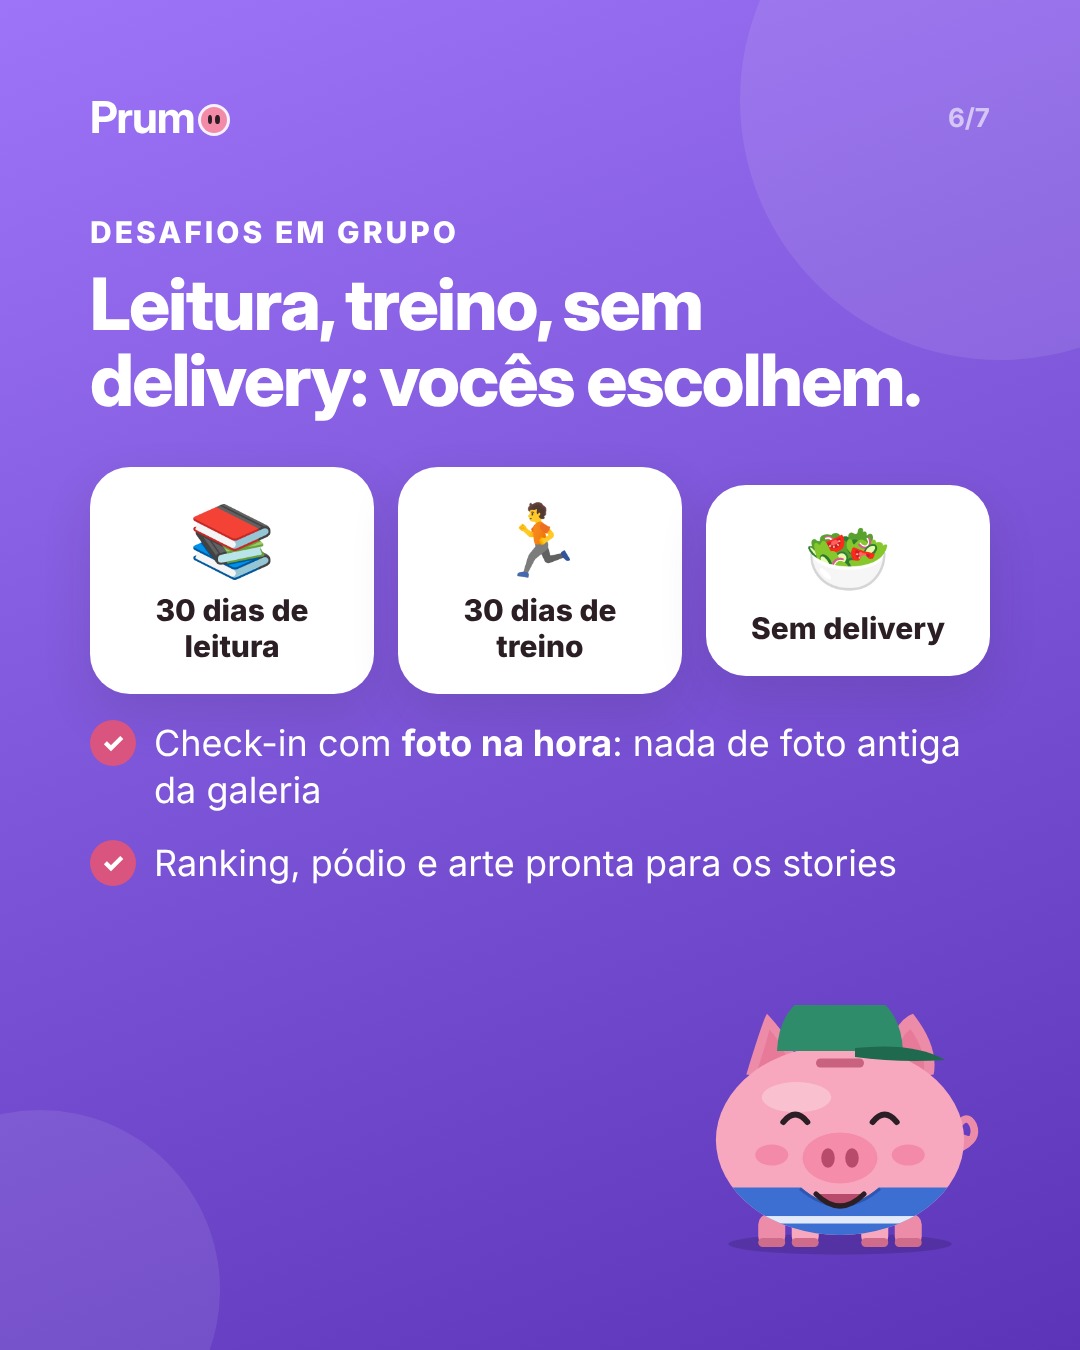 Prumo
6/7
DESAFIOS EM GRUPO
Leitura, treino, sem
delivery: vocês escolhem.
30 dias de
leitura
30 dias de
treino
Sem delivery
Check-in com foto na hora: nada de foto antiga
da galeria
Ranking, pódio e arte pronta para os stories